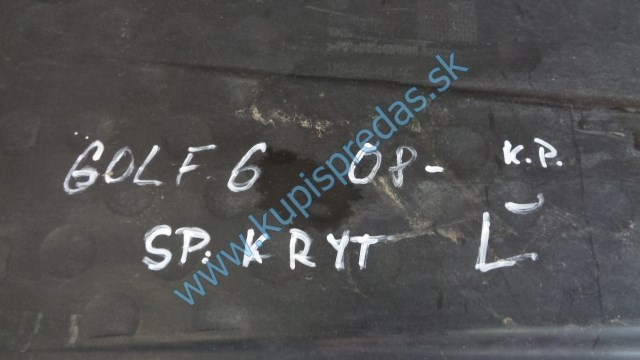 GOLF 6 08- K.P.
SP. KRYT L
www.kupispredas.sk